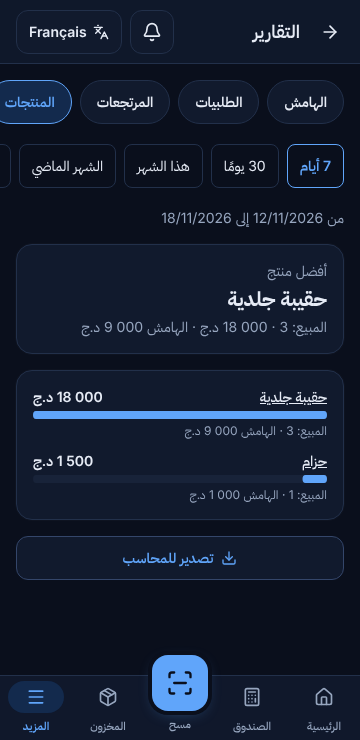 التقارير
Français
الهامش
الطلبيات
المرتجعات
المنتجات
7 أيام
30 يومًا
هذا الشهر
الشهر الماضي
من 12/11/2026 إلى 18/11/2026
أفضل منتج
حقيبة جلدية
المبيع: 3 · 18 000 د.ج · الهامش 9 000 د.ج
حقيبة جلدية
18 000 د.ج
المبيع: 3 · الهامش 9 000 د.ج
حزام
1 500 د.ج
المبيع: 1 · الهامش 1 000 د.ج
تصدير للمحاسب
الرئيسية
الصندوق
مسح
المخزون
المزيد